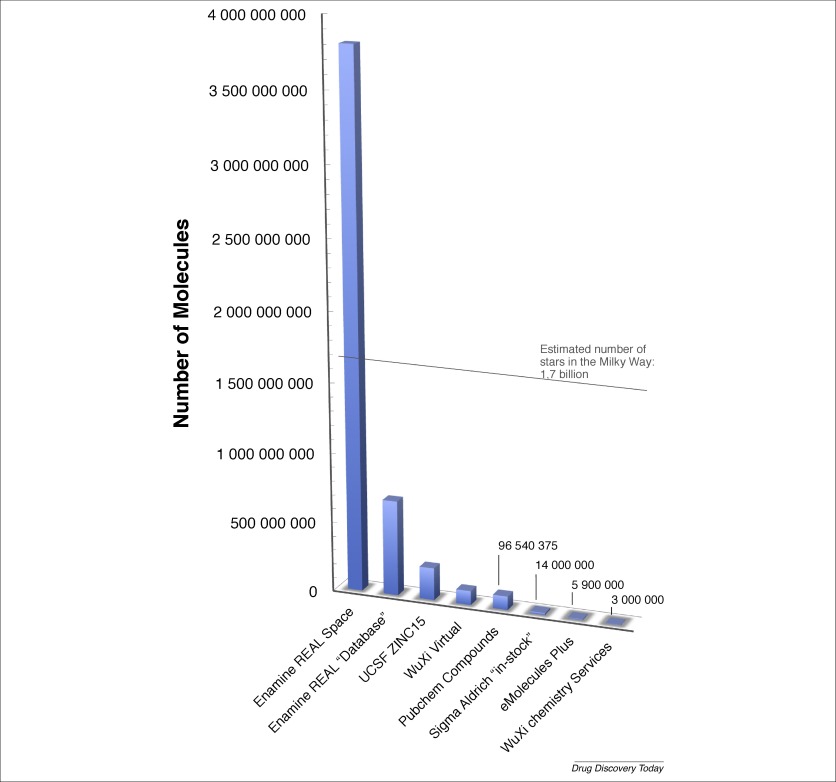 4 000 000 000
3 500 000 000
3 000 000 000
2 500 000 000
2 000 000 000
1 500 000 000
1 000 000 000
500 000 000
0
Number of Molecules
Estimated number of
stars in the Milky Way:
1.7 billion
96 540 375
14 000 000
5 900 000
3 000 000
Enamine REAL Space
Enamine REAL “Database”
UCSF ZINC15
WuXi Virtual
Pubchem Compounds
Sigma Aldrich “in-stock”
eMolecules Plus
WuXi chemistry Services
Drug Discovery Today